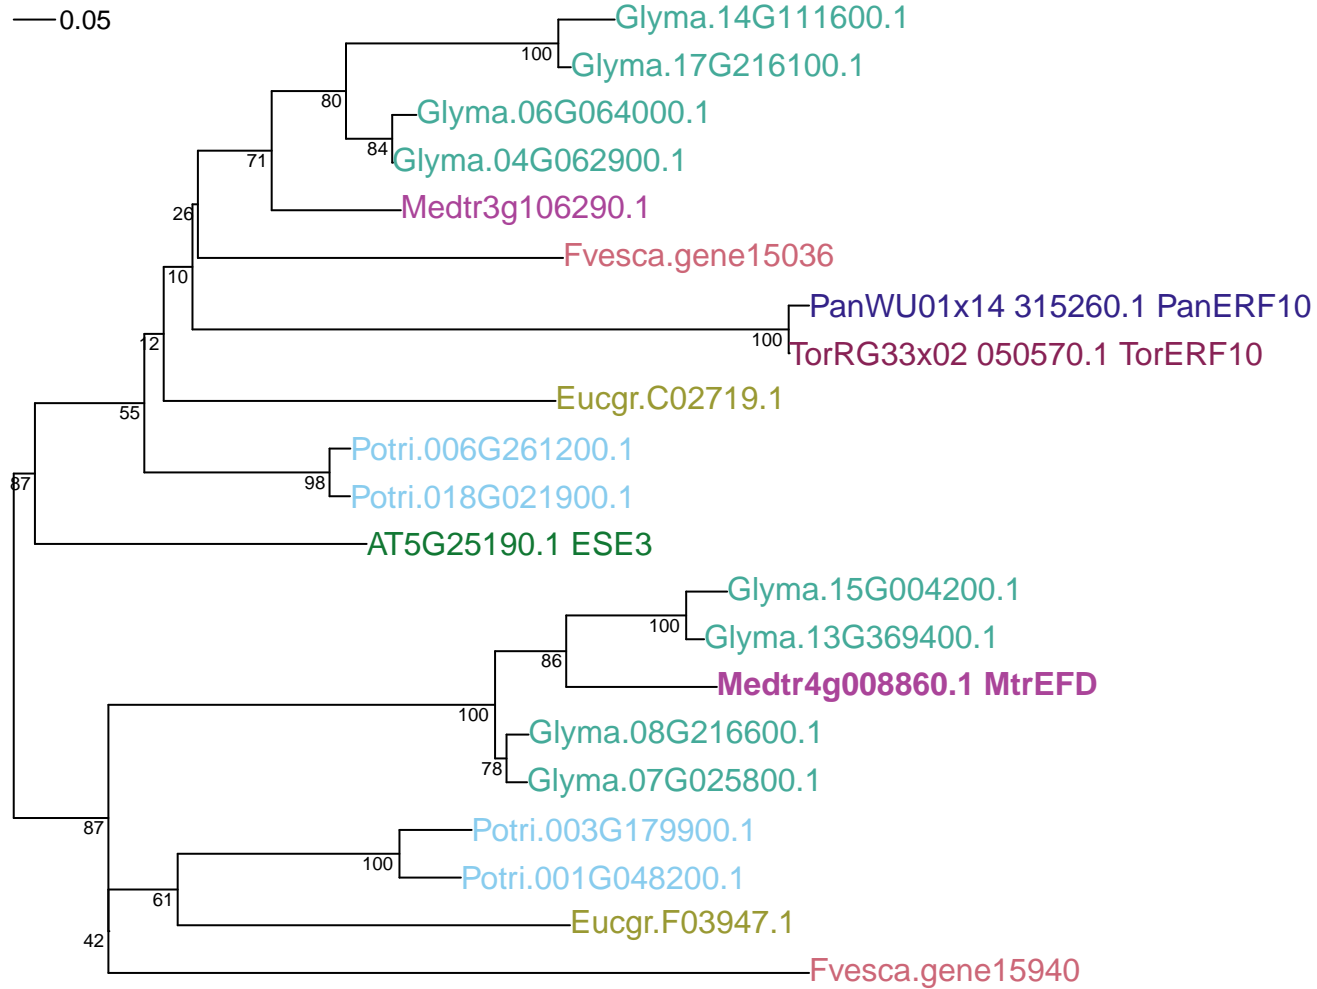 0.05
Glyma.14G111600.1
100
Glyma.17G216100.1
80
Glyma.06G064000.1
84
Glyma.04G062900.1
71
Medtr3g106290.1
26
Fvesca.gene15036
10
PanWU01x14 315260.1 PanERF10
100
TorRG33x02 050570.1 TorERF10
12
Eucgr.C02719.1
55
Potri.006G261200.1
98
Potri.018G021900.1
87
AT5G25190.1 ESE3
Glyma.15G004200.1
100
Glyma.13G369400.1
86
Medtr4g008860.1 MtrEFD
100
Glyma.08G216600.1
78
Glyma.07G025800.1
87
Potri.003G179900.1
100
Potri.001G048200.1
61
Eucgr.F03947.1
42
Fvesca.gene15940